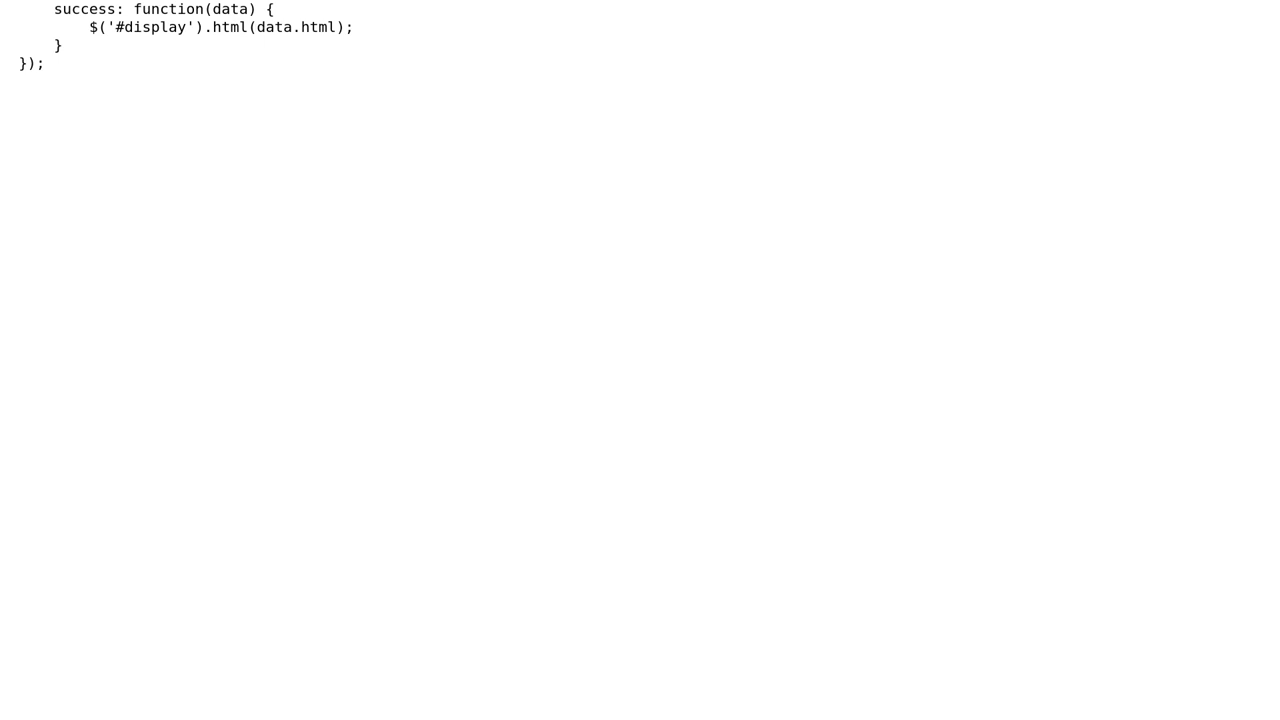 success: function(data) {
        $('#display').html(data.html);
    }
});